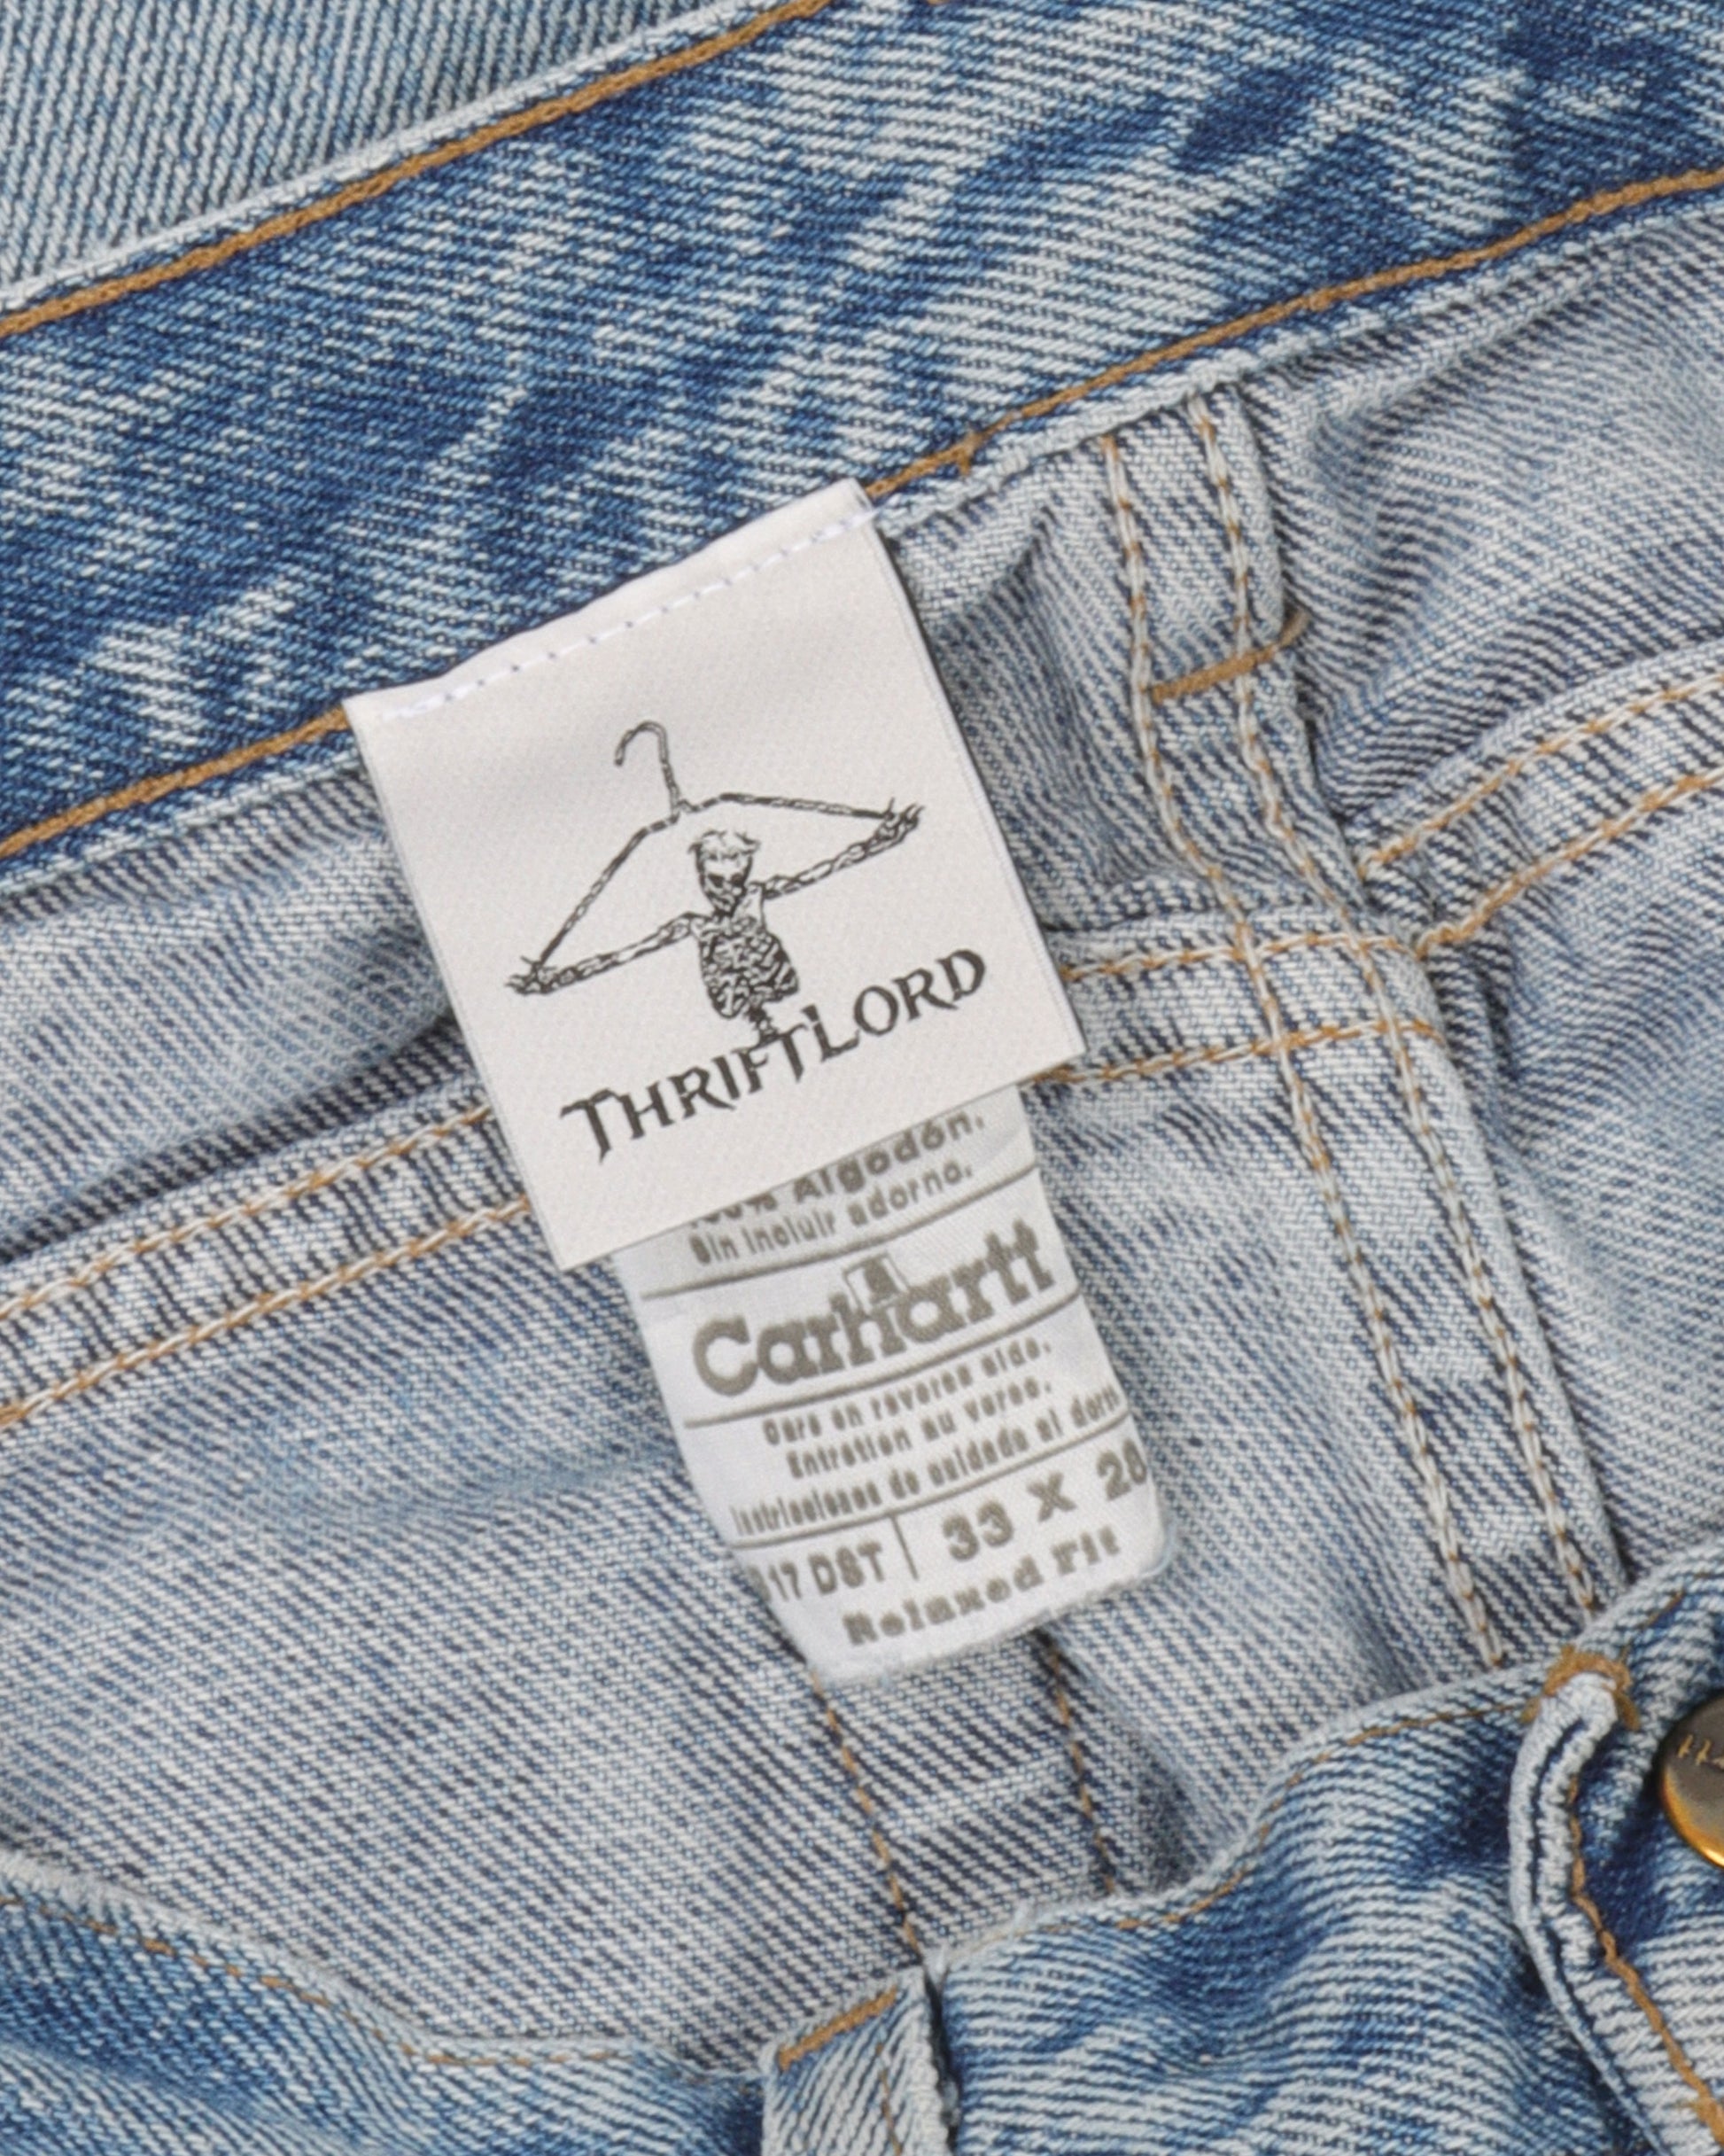 THRIFTLORD
100% Algodón.
Sin incluir adorno.
Carhartt
Care on reverse side.
Entretien au verso.
Instrucciones de cuidado al dorso
17 DST | 33 X 28
Relaxed Fit